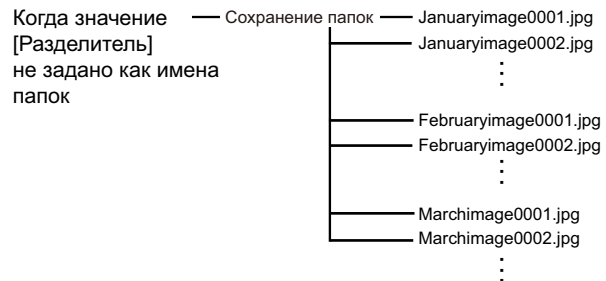 Когда значение
[Разделитель]
не задано как имена
папок
Сохранение папок
Januaryimage0001.jpg
Januaryimage0002.jpg
Februaryimage0001.jpg
Februaryimage0002.jpg
Marchimage0001.jpg
Marchimage0002.jpg